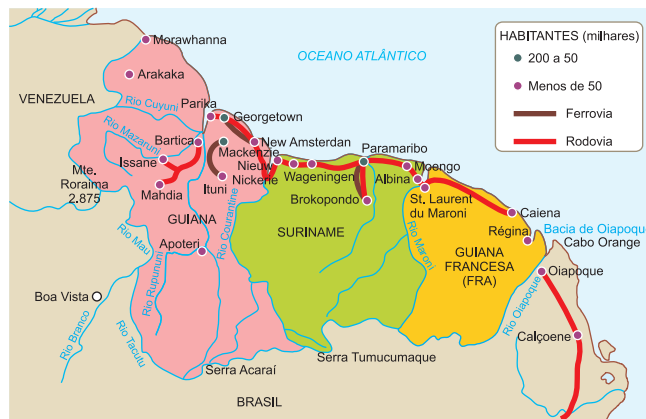 HABITANTES (milhares)
200 a 50
Menos de 50
Ferrovia
Rodovia
OCEANO ATLÂNTICO
Morawhanna
Arakaka
VENEZUELA
Rio Cuyuni
Parika
Georgetown
Rio Mazaruni
Bartica
New Amsterdan
Mackenzie
Issane
Nieuw
Nickerie
Wageningen
Paramaribo
Albina
Moongo
Mte.
Roraima
2.875
Mahdia
Ituni
Brokopondo
St. Laurent
du Maroni
GUIANA
Rio Courantine
SURINAME
Rio Maroni
Caiena
Régina
Bacia de Oiapoque
Cabo Orange
GUIANA
FRANCESA
(FRA)
Rio Mau
Apoteri
Rio Rupununi
Oiapoque
Rio Oiapoque
Boa Vista
Rio Branco
Rio Tacutu
Calçoene
Serra Tumucumaque
Serra Acaraí
BRASIL